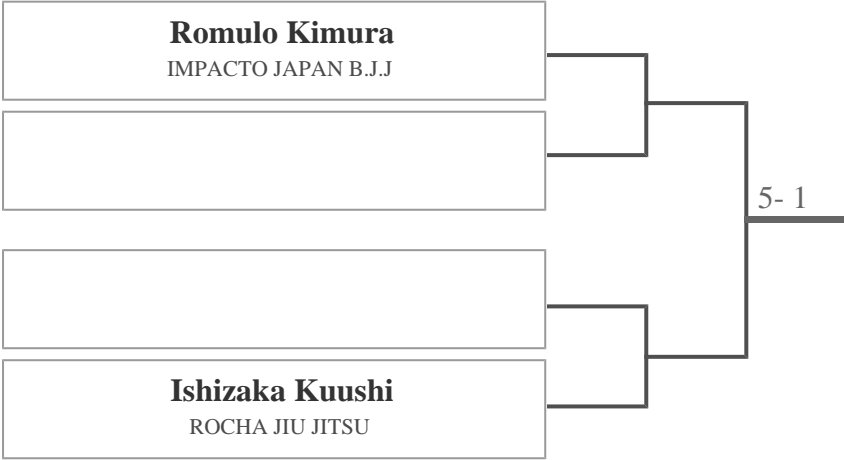 Romulo Kimura
IMPACTO JAPAN B.J.J
5- 1
Ishizaka Kuushi
ROCHA JIU JITSU